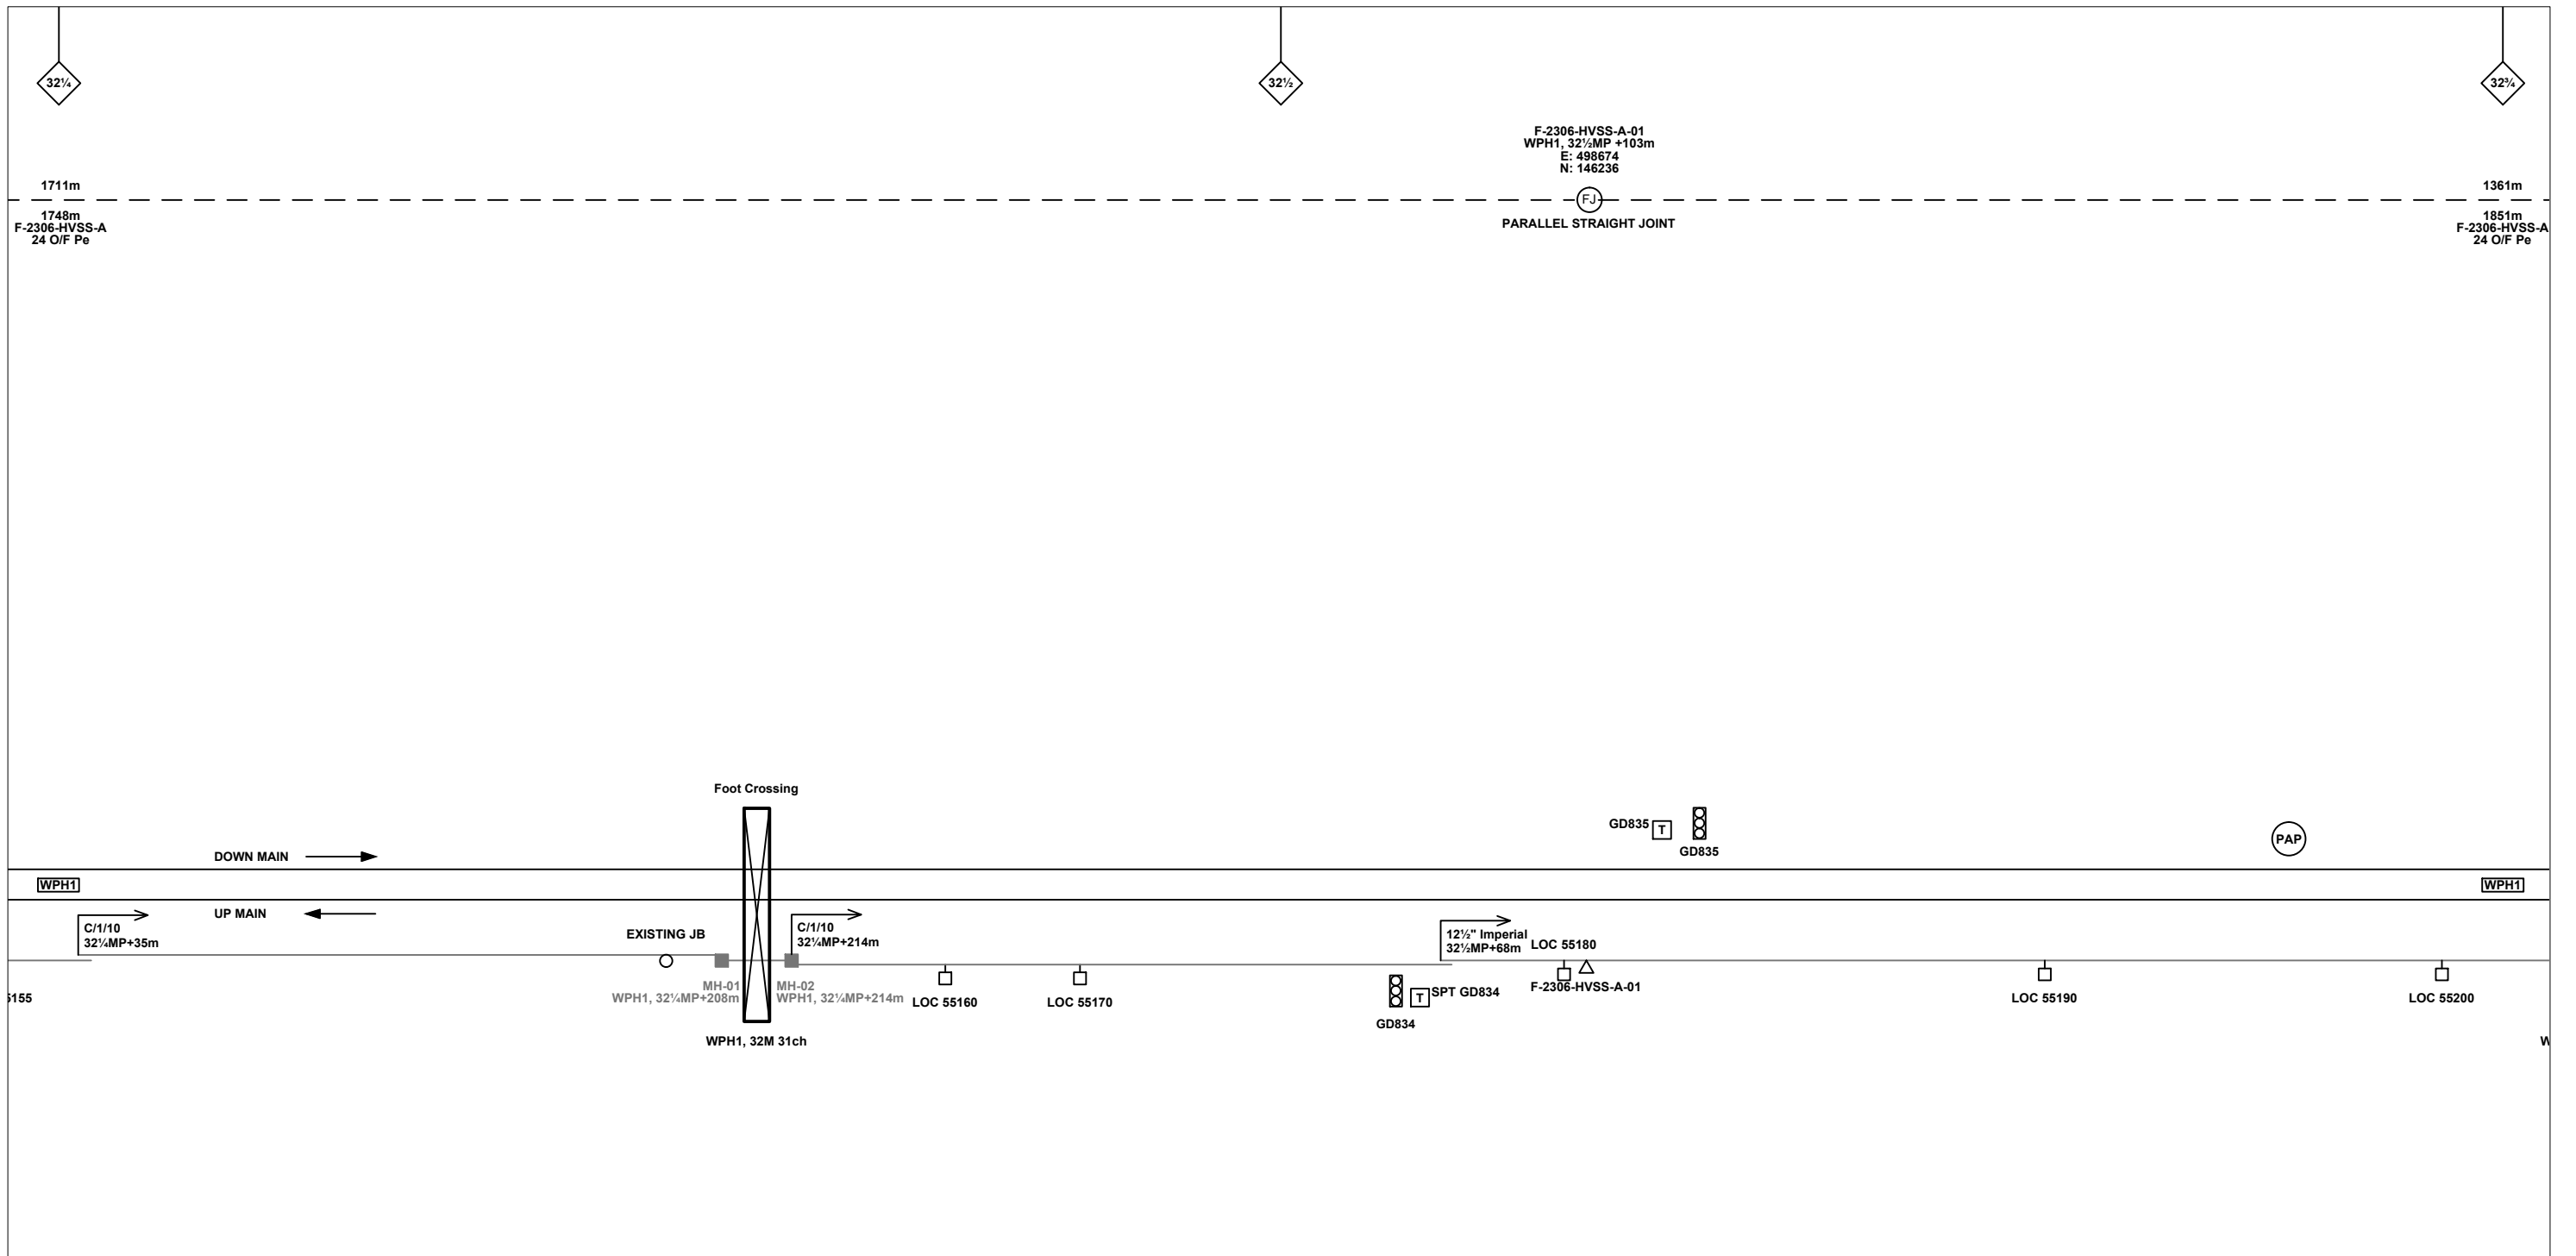 32¼
32½
32¾
F-2306-HVSS-A-01
WPH1, 32½MP +103m
E: 498674
N: 146236
1711m
1748m
F-2306-HVSS-A
24 O/F Pe
FJ
PARALLEL STRAIGHT JOINT
1361m
1851m
F-2306-HVSS-A
24 O/F Pe
Foot Crossing
GD835
T
GD835
PAP
DOWN MAIN
WPH1
WPH1
UP MAIN
C/1/10
32¼MP+35m
EXISTING JB
C/1/10
32¼MP+214m
12½" Imperial
32½MP+68m
LOC 55180
MH-01
WPH1, 32¼MP+208m
MH-02
WPH1, 32¼MP+214m
LOC 55160
LOC 55170
T
SPT GD834
GD834
F-2306-HVSS-A-01
LOC 55190
LOC 55200
WPH1, 32M 31ch